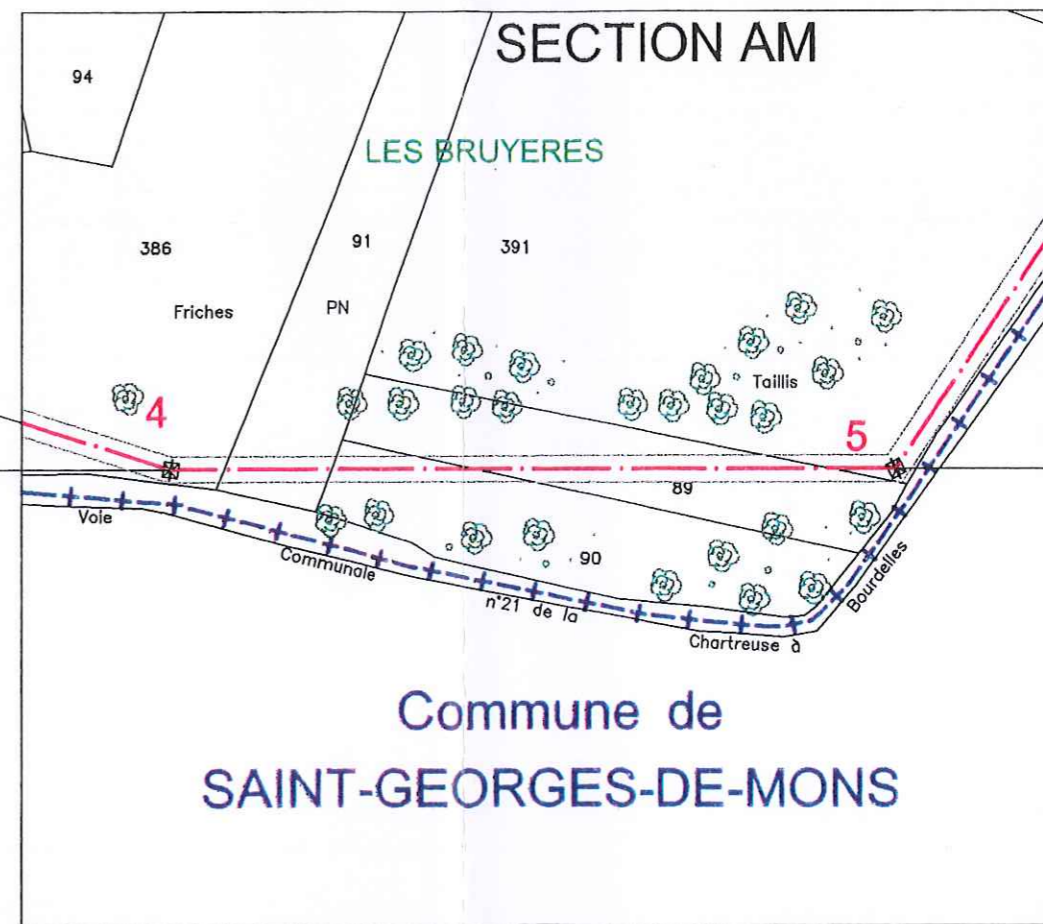 SECTION AM
94
LES BRUYERES
386
91
391
Friches
PN
Taillis
4
5
89
Voie
Communale
90
n°21 de la
Chartreuse à
Bourdelles
Commune de
SAINT-GEORGES-DE-MONS